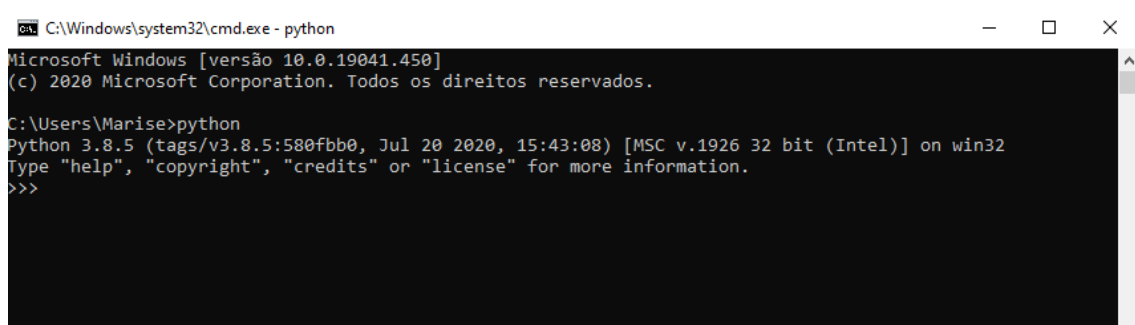 C:\Windows\system32\cmd.exe - python
Microsoft Windows [versão 10.0.19041.450]
(c) 2020 Microsoft Corporation. Todos os direitos reservados.
C:\Users\Marise>python
Python 3.8.5 (tags/v3.8.5:580fbb0, Jul 20 2020, 15:43:08) [MSC v.1926 32 bit (Intel)] on win32
Type "help", "copyright", "credits" or "license" for more information.
>>>